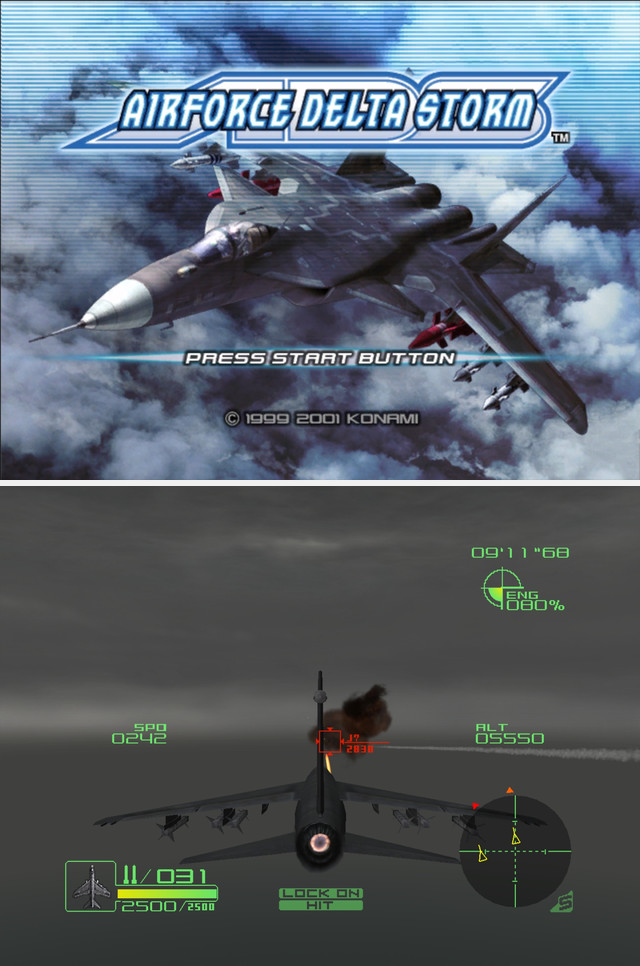 AIRFORCE DELTA STORM
TM
PRESS START BUTTON
© 1999 2001 KONAMI
09'11"68
ENG
080%
SPD
0242
ALT
05550
J7
2838
/031
2500/2500
LOCK ON
HIT
S